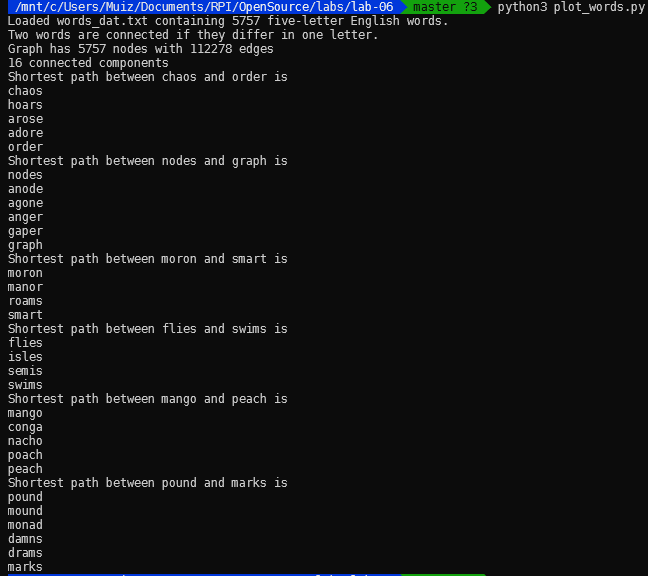 /mnt/c/Users/Muiz/Documents/RPI/OpenSource/labs/lab-06 master ?3 python3 plot_words.py
Loaded words_dat.txt containing 5757 five-letter English words.
Two words are connected if they differ in one letter.
Graph has 5757 nodes with 112278 edges
16 connected components
Shortest path between chaos and order is
chaos
hoars
arose
adore
order
Shortest path between nodes and graph is
nodes
anode
agone
anger
gaper
graph
Shortest path between moron and smart is
moron
manor
roams
smart
Shortest path between flies and swims is
flies
isles
semis
swims
Shortest path between mango and peach is
mango
conga
nacho
poach
peach
Shortest path between pound and marks is
pound
mound
monad
damns
drams
marks